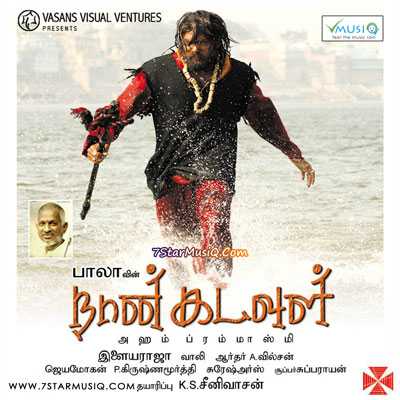 VASANS VISUAL VENTURES
PRESENTS
VMUSIQ
feel the music 1st
7StarMusiQ.Com
பாலா வின்
நான் கடவுள்
அ ஹ ம் ப் ர ம் மா ஸ் மி
இளையராஜா வாலி ஆர்தர் A.வில்சன்
ஜெயமோகன் P.கிருஷ்ணமூர்த்தி சுரேஷ்அர்ஸ் சூப்பர்சுப்பராயன்
WWW.7STARMUSIQ.COM தயாரிப்பு K.S.சீனிவாசன்